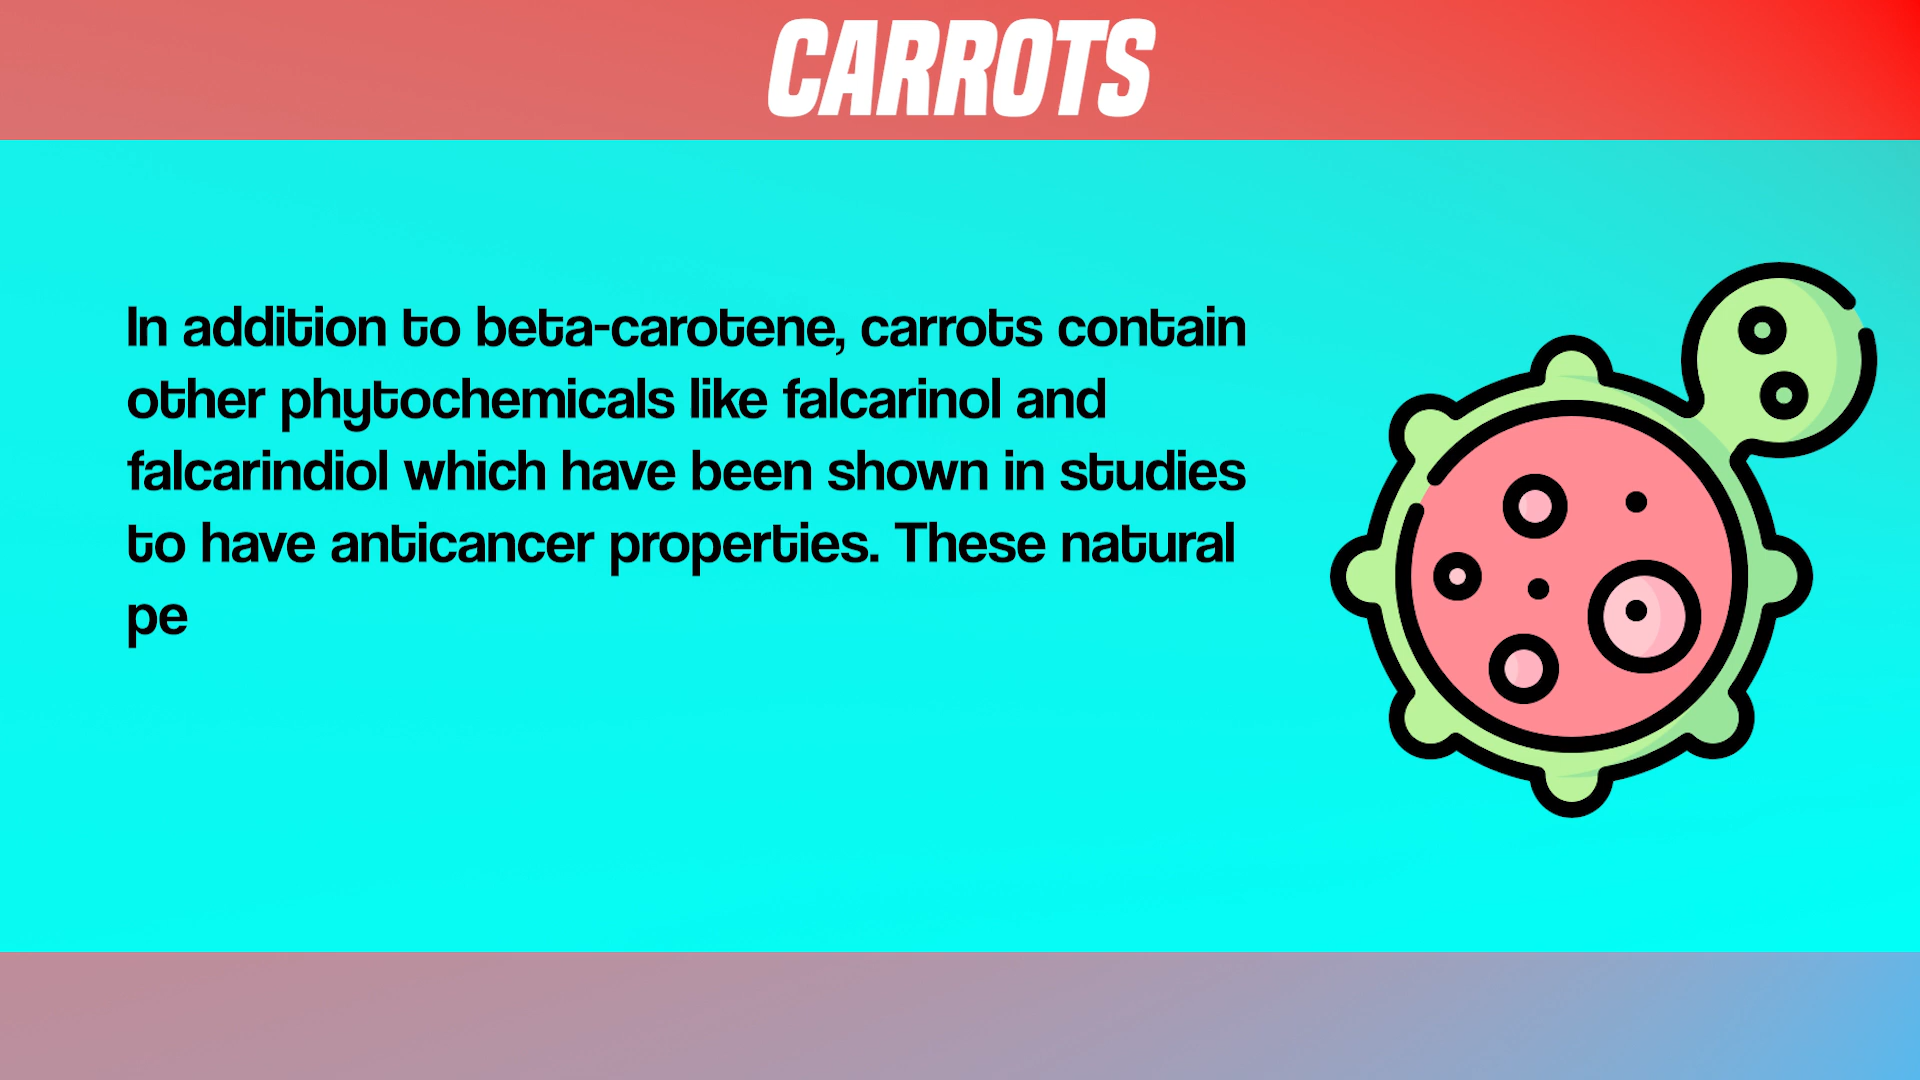 CARROTS
In addition to beta-carotene, carrots contain
other phytochemicals like falcarinol and
falcarindiol which have been shown in studies
to have anticancer properties. These natural
pe